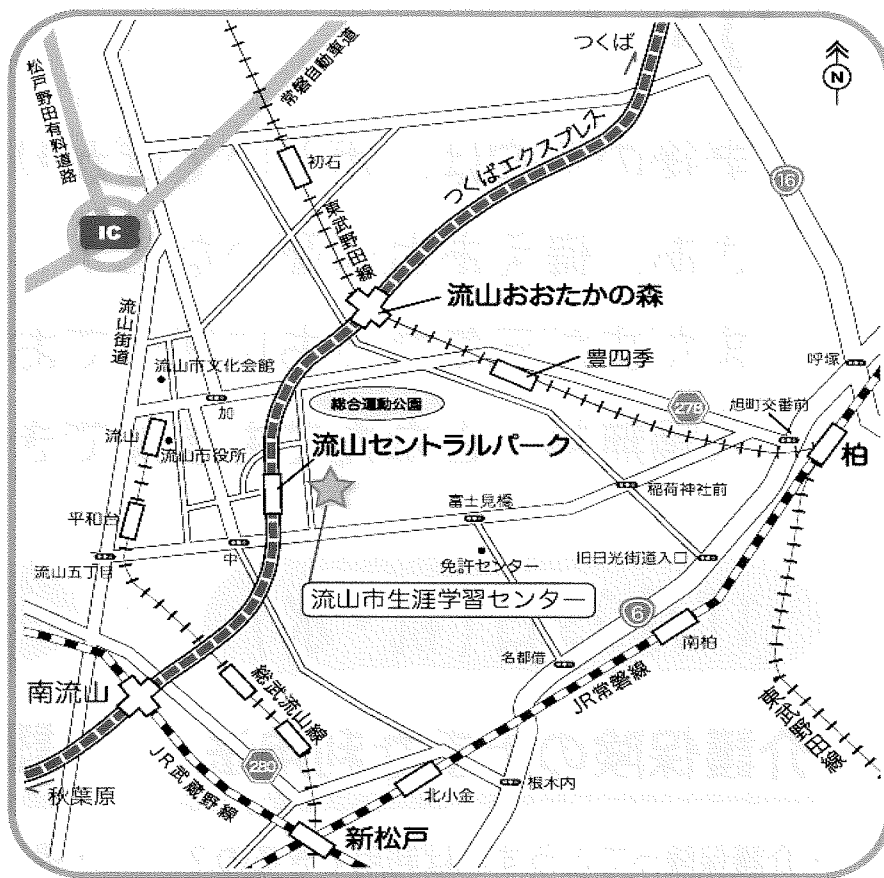 つくば
N
松戸野田有料道路
常磐自動車道
初石
つくばエクスプレス
16
IC
東武野田線
流山おおたかの森
流山街道
呼塚
流山市文化会館
豊四季
総合運動公園
278
旭町交番前
加
流山
流山市役所
流山セントラルパーク
柏
稲荷神社前
平和台
富士見橋
中
流山五丁目
免許センター
旧日光街道入口
流山市生涯学習センター
6
南柏
名都借
南流山
総武流山線
JR常磐線
東武野田線
280
JR武蔵野線
秋葉原
北小金
根木内
新松戸